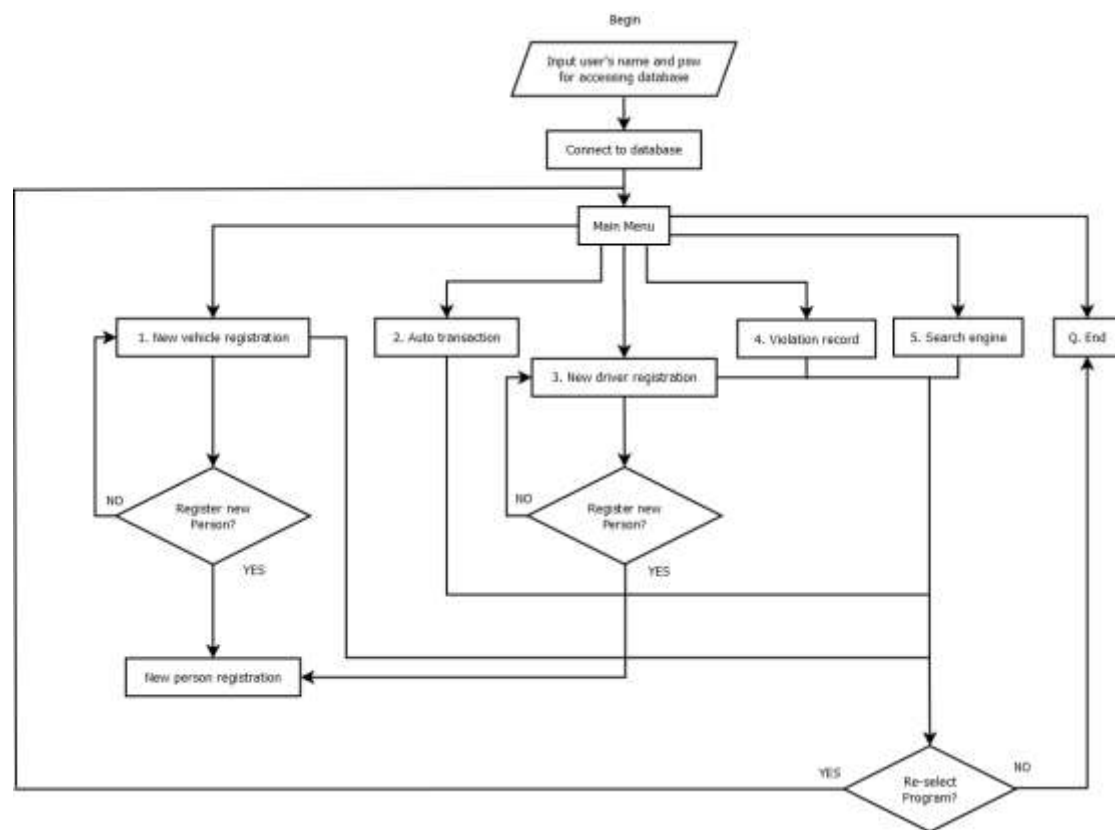 Begin
Input user's name and psw
for accessing database
Connect to database
Main Menu
1. New vehicle registration
2. Auto transaction
3. New driver registration
4. Violation record
5. Search engine
Q. End
NO
Register new
Person?
YES
NO
Register new
Person?
YES
New person registration
YES
Re-select
Program?
NO